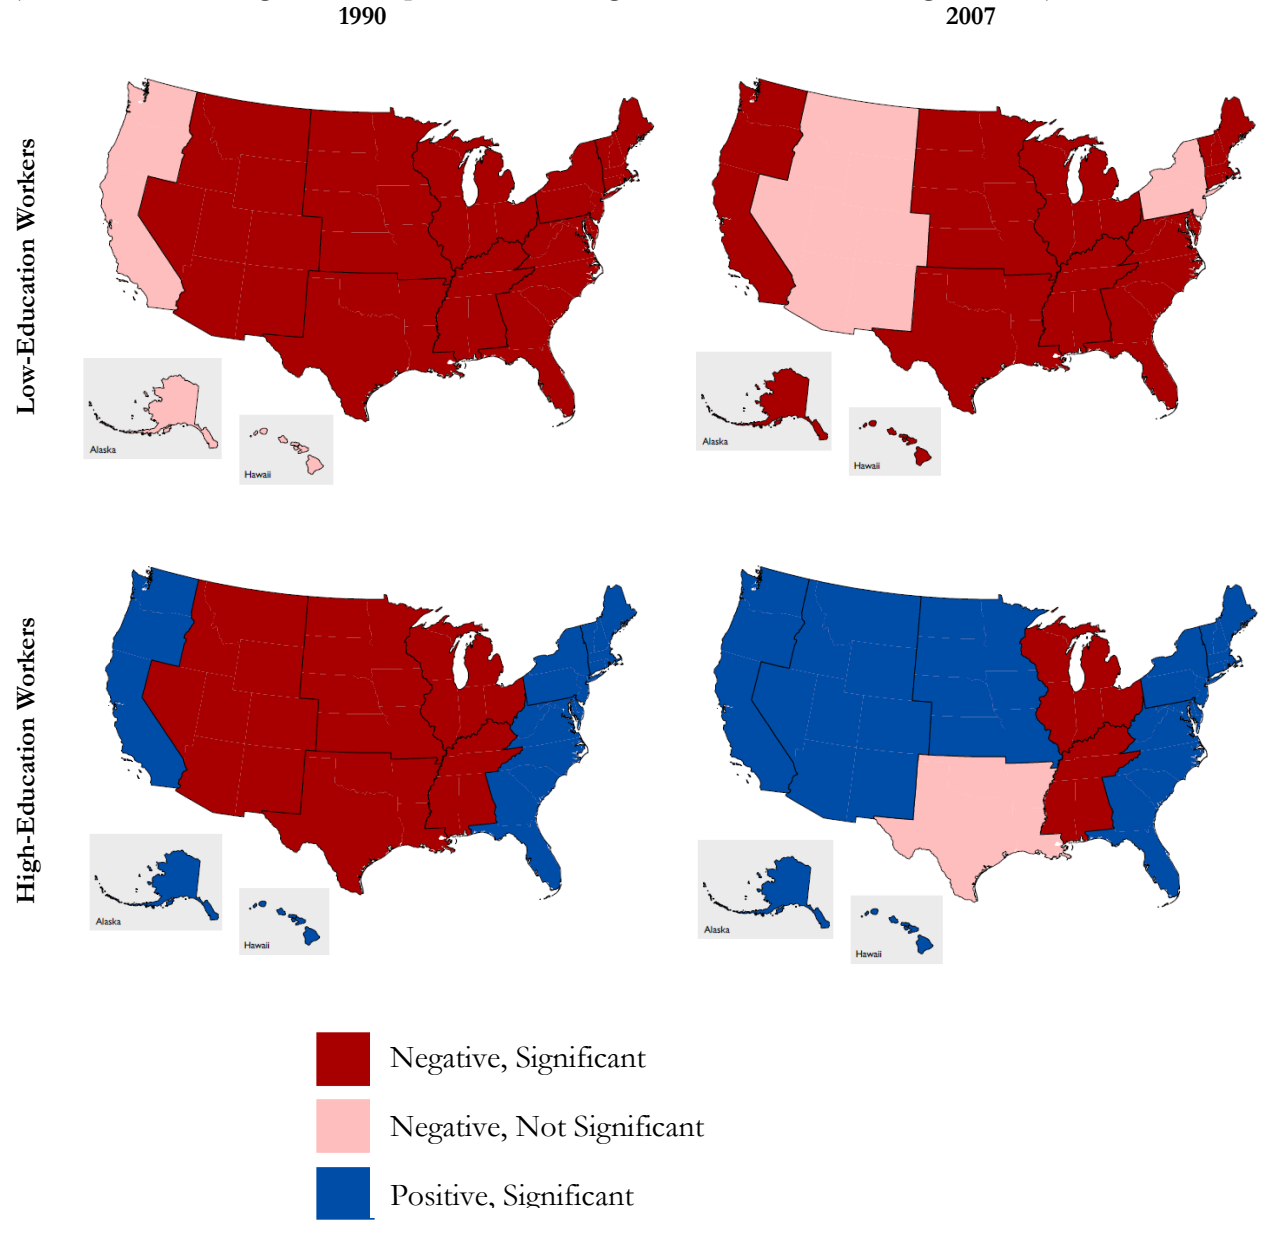 1990
2007
Low-Education Workers
Alaska
Hawaii
Alaska
Hawaii
High-Education Workers
Alaska
Hawaii
Alaska
Hawaii
Negative, Significant
Negative, Not Significant
Positive, Significant